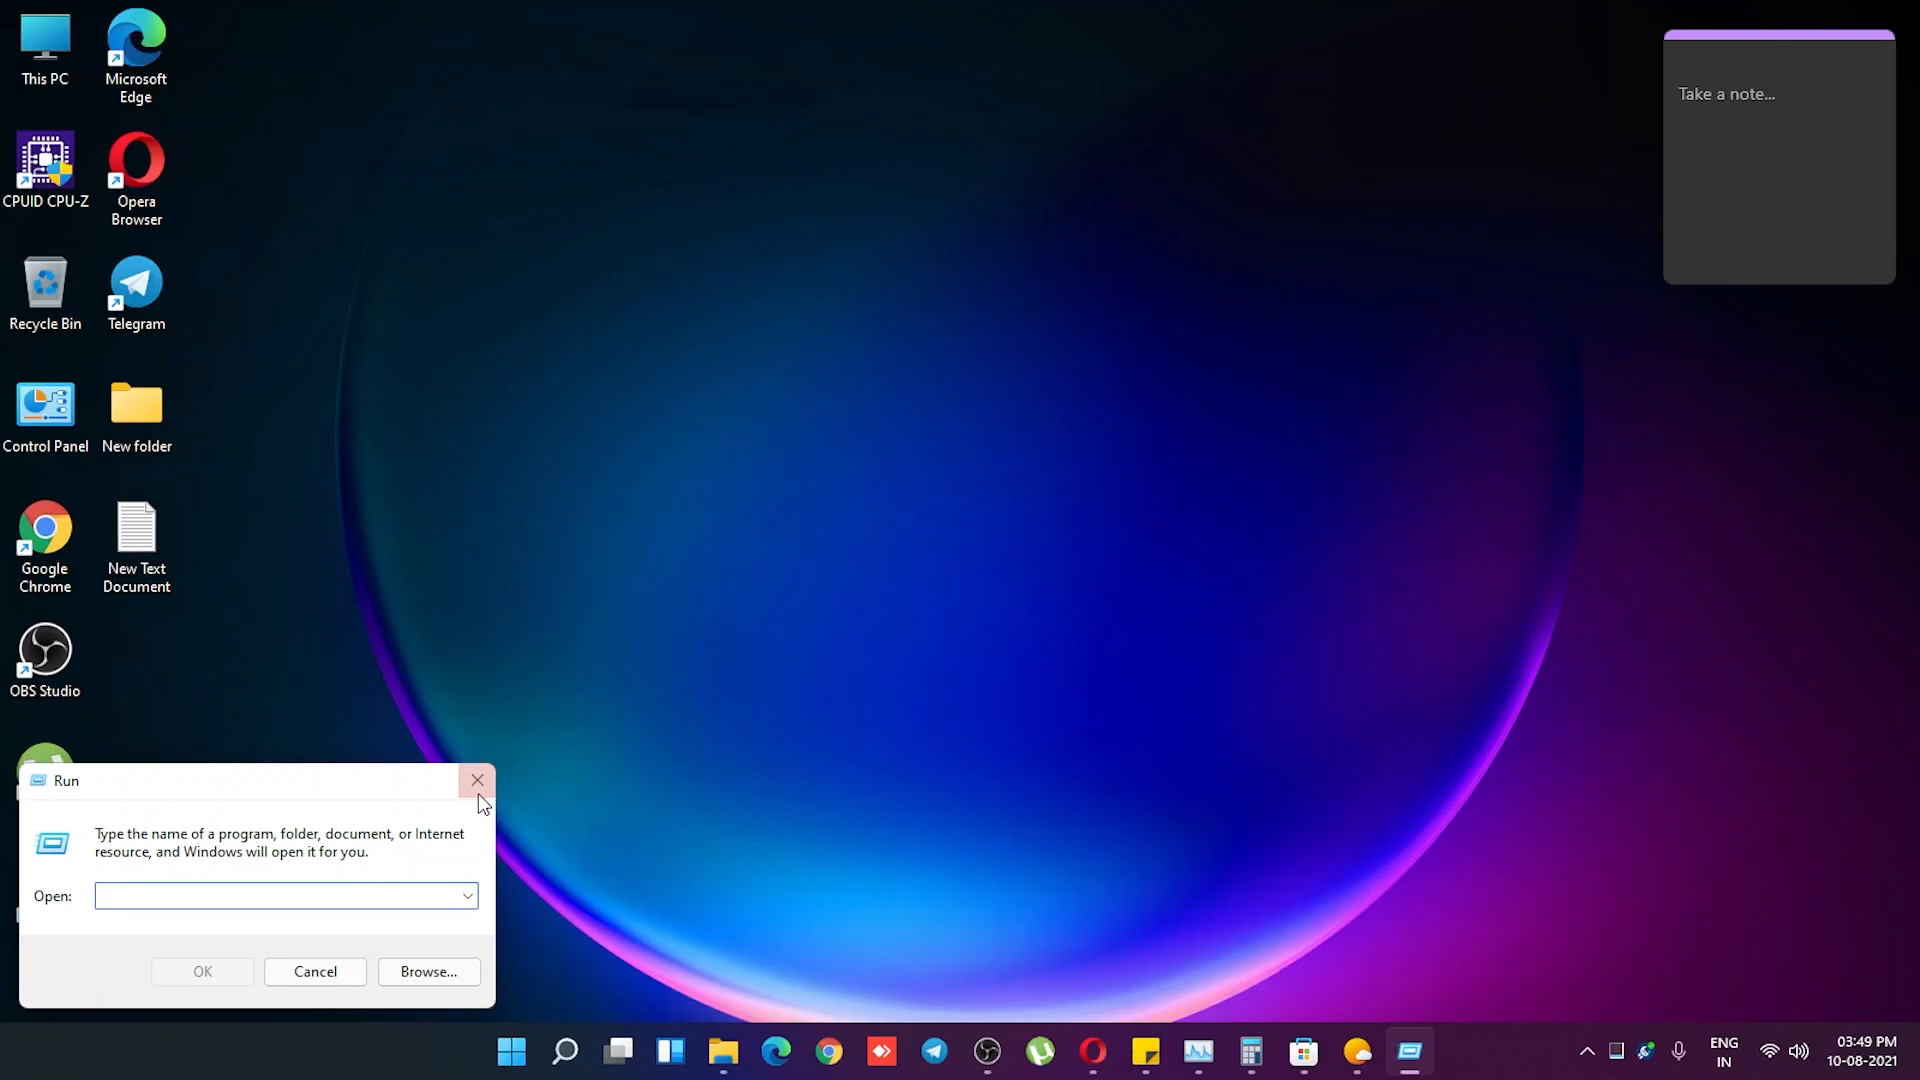 This PC
Microsoft
Edge
CPUID CPU-Z
Opera
Browser
Recycle Bin
Telegram
Control Panel
New folder
Google
Chrome
New Text
Document
OBS Studio
Take a note...
Run
Type the name of a program, folder, document, or Internet
resource, and Windows will open it for you.
Open:
OK
Cancel
Browse...
ENG
IN
03:49 PM
10-08-2021